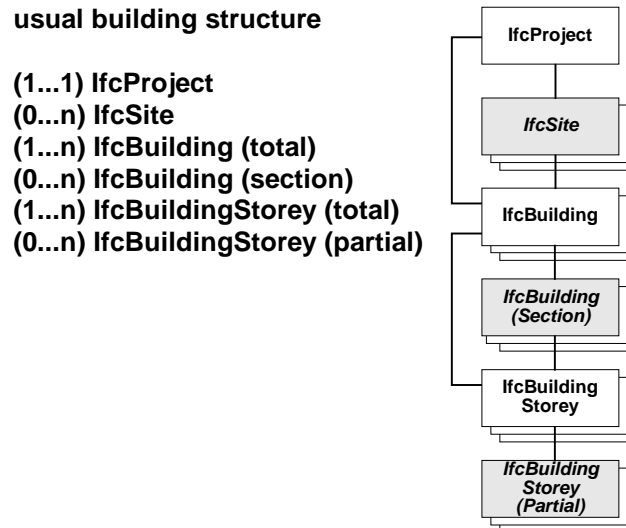 usual building structure
(1...1) IfcProject
(0...n) IfcSite
(1...n) IfcBuilding (total)
(0...n) IfcBuilding (section)
(1...n) IfcBuildingStorey (total)
(0...n) IfcBuildingStorey (partial)
IfcProject
IfcSite
IfcBuilding
IfcBuilding
(Section)
IfcBuilding
Storey
IfcBuilding
Storey
(Partial)